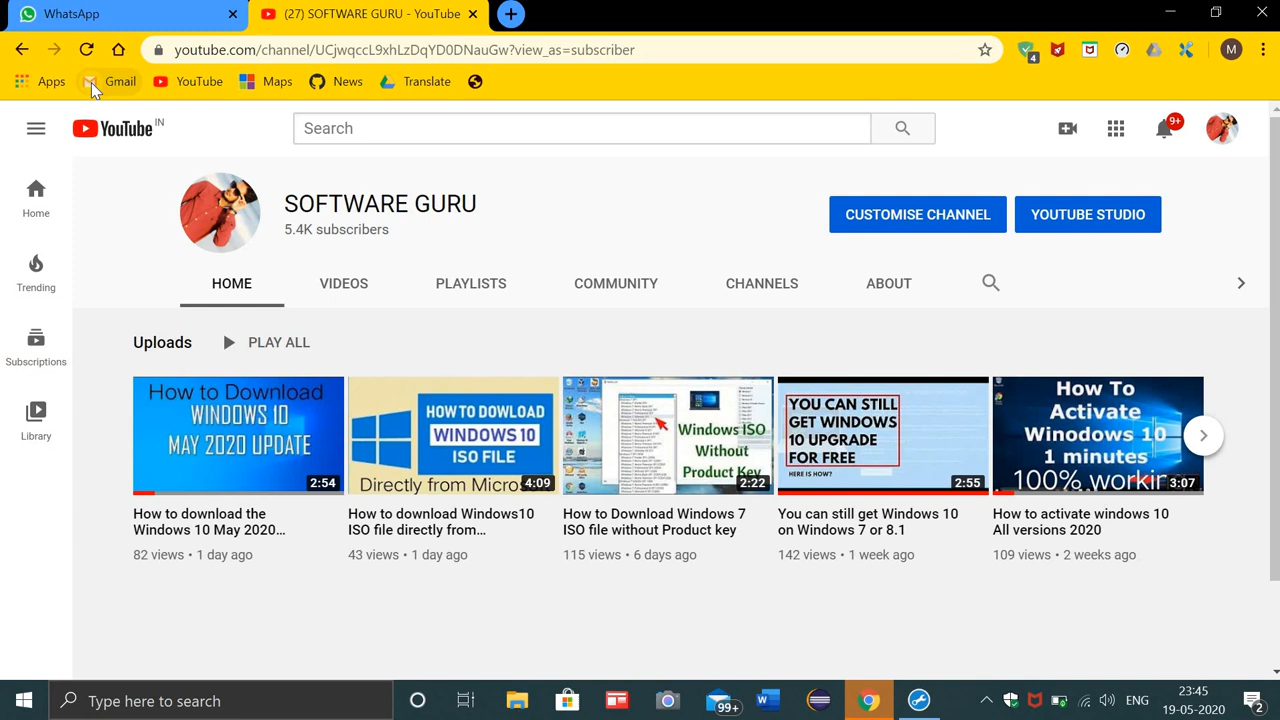 WhatsApp
(27) SOFTWARE GURU - YouTube
youtube.com/channel/UCjwqccL9xhLzDqYD0DNauGw?view_as=subscriber
4
M
Apps
Gmail
YouTube
Maps
News
Translate
YouTube IN
Search
9+
Home
Trending
Subscriptions
Library
SOFTWARE GURU
5.4K subscribers
CUSTOMISE CHANNEL
YOUTUBE STUDIO
HOME
VIDEOS
PLAYLISTS
COMMUNITY
CHANNELS
ABOUT
Uploads
PLAY ALL
How to Download
WINDOWS 10
MAY 2020 UPDATE
2:54
How to download the
Windows 10 May 2020...
82 views • 1 day ago
HOW TO DOWLOAD
WINDOWS 10
ISO FILE
Directly from Micros
4:09
How to download Windows10
ISO file directly from...
43 views • 1 day ago
Windows ISO
Without
Product Key
2:22
How to Download Windows 7
ISO file without Product key
115 views • 6 days ago
YOU CAN STILL
GET WINDOWS
10UPGRADE
FOR FREE
HERE IS HOW?
2:55
You can still get Windows 10
on Windows 7 or 8.1
142 views • 1 week ago
How To
Activate
Windowns 10
1 minutes
100% workin
3:07
How to activate windows 10
All versions 2020
109 views • 2 weeks ago
Type here to search
99+
ENG
23:45
19-05-2020
2